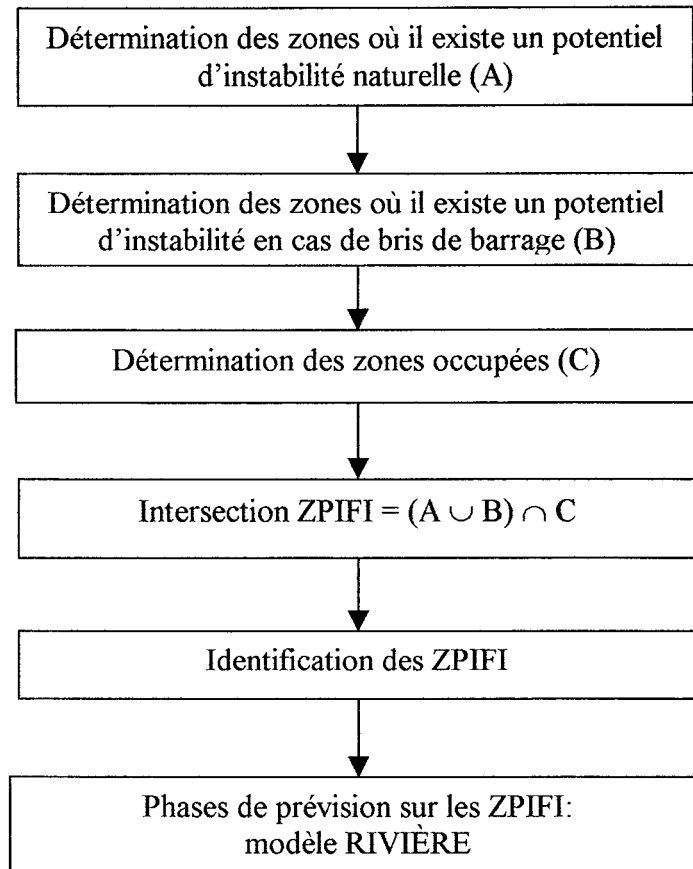 Détermination des zones où il existe un potentiel
d'instabilité naturelle (A)
Détermination des zones où il existe un potentiel
d'instabilité en cas de bris de barrage (B)
Détermination des zones occupées (C)
Intersection ZPIFI = (A ∪ B) ∩ C
Identification des ZPIFI
Phases de prévision sur les ZPIFI:
modèle RIVIÈRE